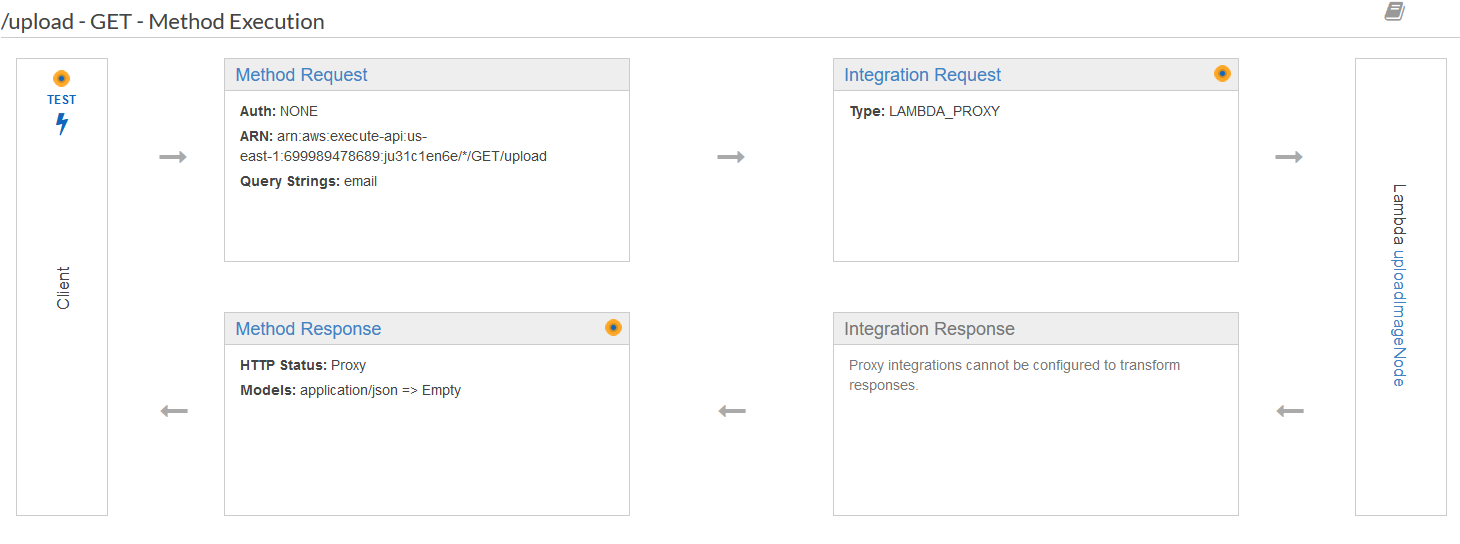 /upload - GET - Method Execution
TEST
Client
Method Request
Auth: NONE
ARN: arn:aws:execute-api:us-
east-1:699989478689:ju31c1en6e/*/GET/upload
Query Strings: email
Integration Request
Type: LAMBDA_PROXY
Lambda uploadImageNode
Method Response
HTTP Status: Proxy
Models: application/json => Empty
Integration Response
Proxy integrations cannot be configured to transform
responses.